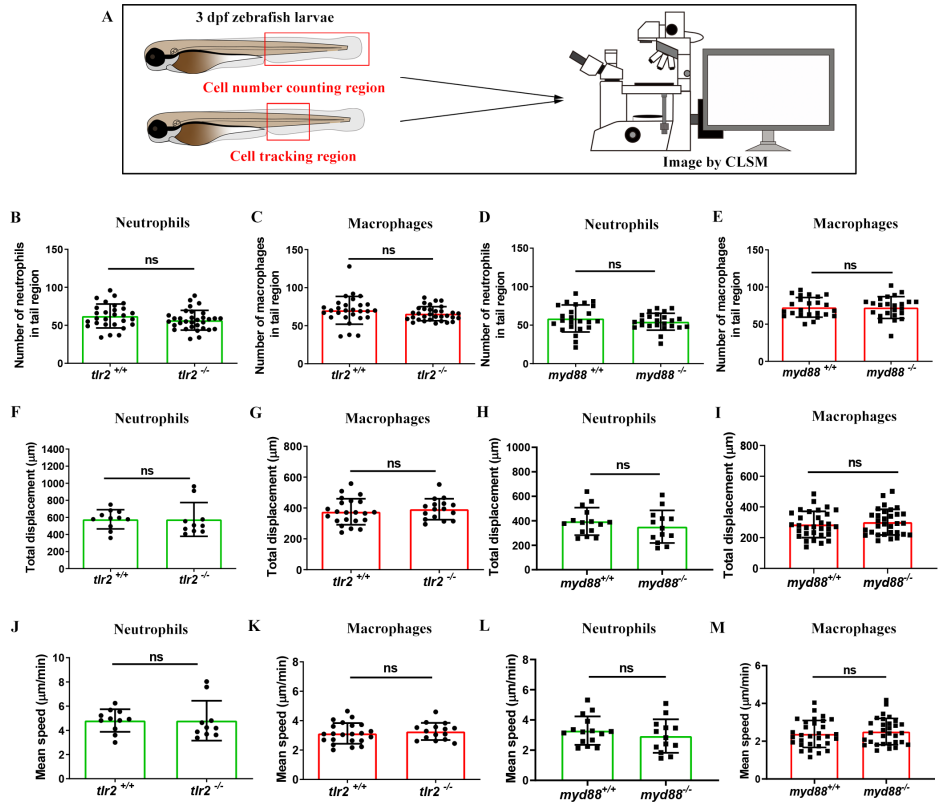 A
3 dpf zebrafish larvae
Cell number counting region
Cell tracking region
Image by CLSM
B
Neutrophils
Number of neutrophils
in tail region
150
100
50
0
ns
tlr2 +/+
tlr2 -/-
C
Macrophages
Number of macrophages
in tail region
150
100
50
0
ns
tlr2 +/+
tlr2 -/-
D
Neutrophils
Number of neutrophils
in tail region
150
100
50
0
ns
myd88 +/+
myd88 -/-
E
Macrophages
Number of macrophages
in tail region
150
100
50
0
ns
myd88 +/+
myd88 -/-
F
Neutrophils
Total displacement (µm)
1400
1200
1000
800
600
400
200
0
ns
tlr2 +/+
tlr2 -/-
G
Macrophages
Total displacement (µm)
800
600
400
200
0
ns
tlr2 +/+
tlr2 -/-
H
Neutrophils
Total displacement (µm)
1000
800
600
400
200
0
ns
myd88+/+
myd88-/-
I
Macrophages
Total displacement (µm)
800
600
400
200
0
ns
myd88+/+
myd88-/-
J
Neutrophils
Mean speed (µm/min)
10
8
6
4
2
0
ns
tlr2 +/+
tlr2 -/-
K
Macrophages
Mean speed (µm/min)
8
6
4
2
0
ns
tlr2 +/+
tlr2 -/-
L
Neutrophils
Mean speed (µm/min)
8
6
4
2
0
ns
myd88+/+
myd88-/-
M
Macrophages
Mean speed (µm/min)
6
4
2
0
ns
myd88+/+
myd88-/-